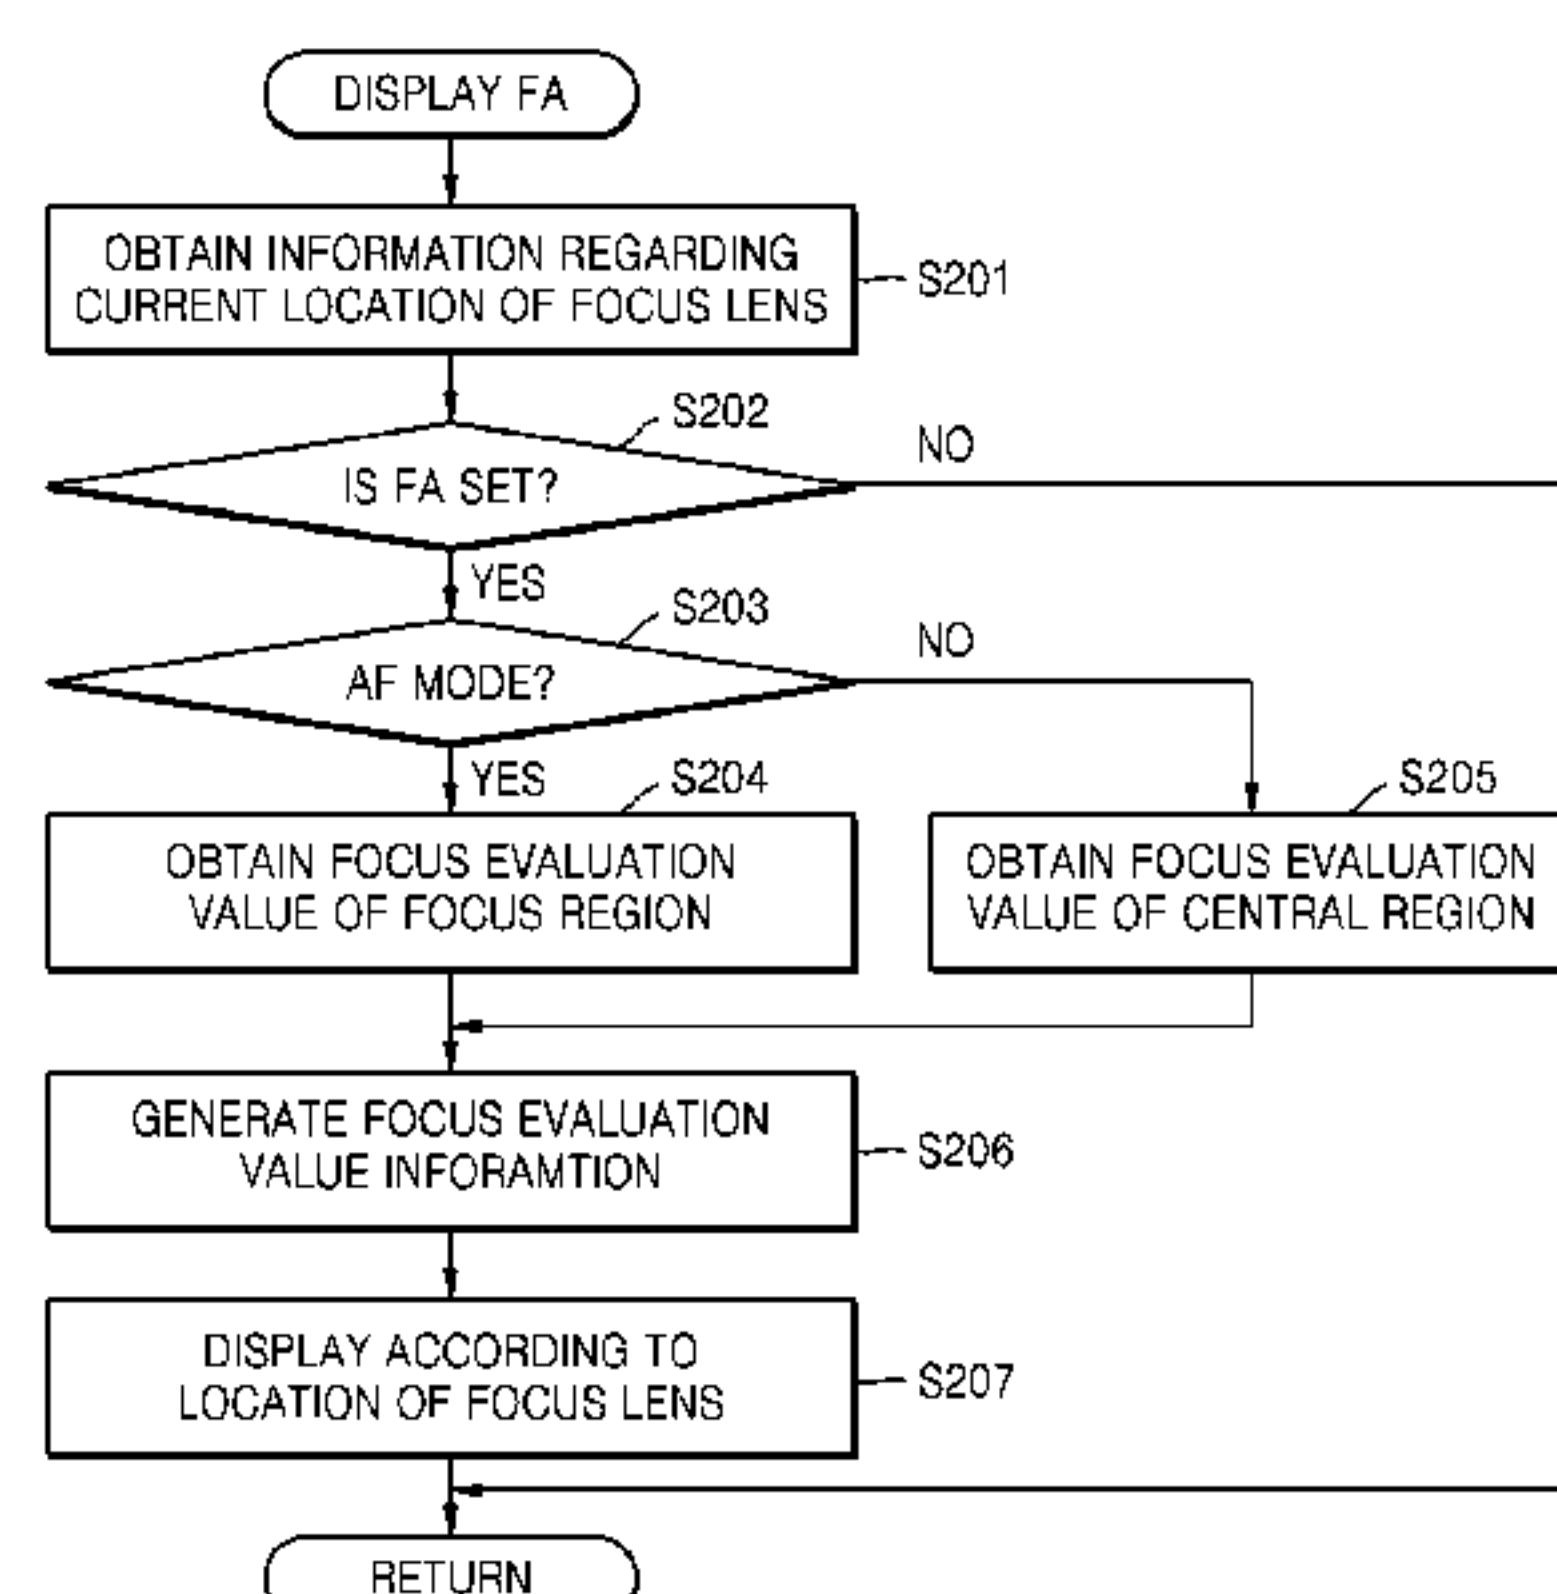 DISPLAY FA
OBTAIN INFORMATION REGARDING
CURRENT LOCATION OF FOCUS LENS
S201
S202
NO
IS FA SET?
YES
S203
NO
AF MODE?
YES
S204
S205
OBTAIN FOCUS EVALUATION
VALUE OF FOCUS REGION
OBTAIN FOCUS EVALUATION
VALUE OF CENTRAL REGION
GENERATE FOCUS EVALUATION
VALUE INFORAMTION
S206
DISPLAY ACCORDING TO
LOCATION OF FOCUS LENS
S207
RETURN